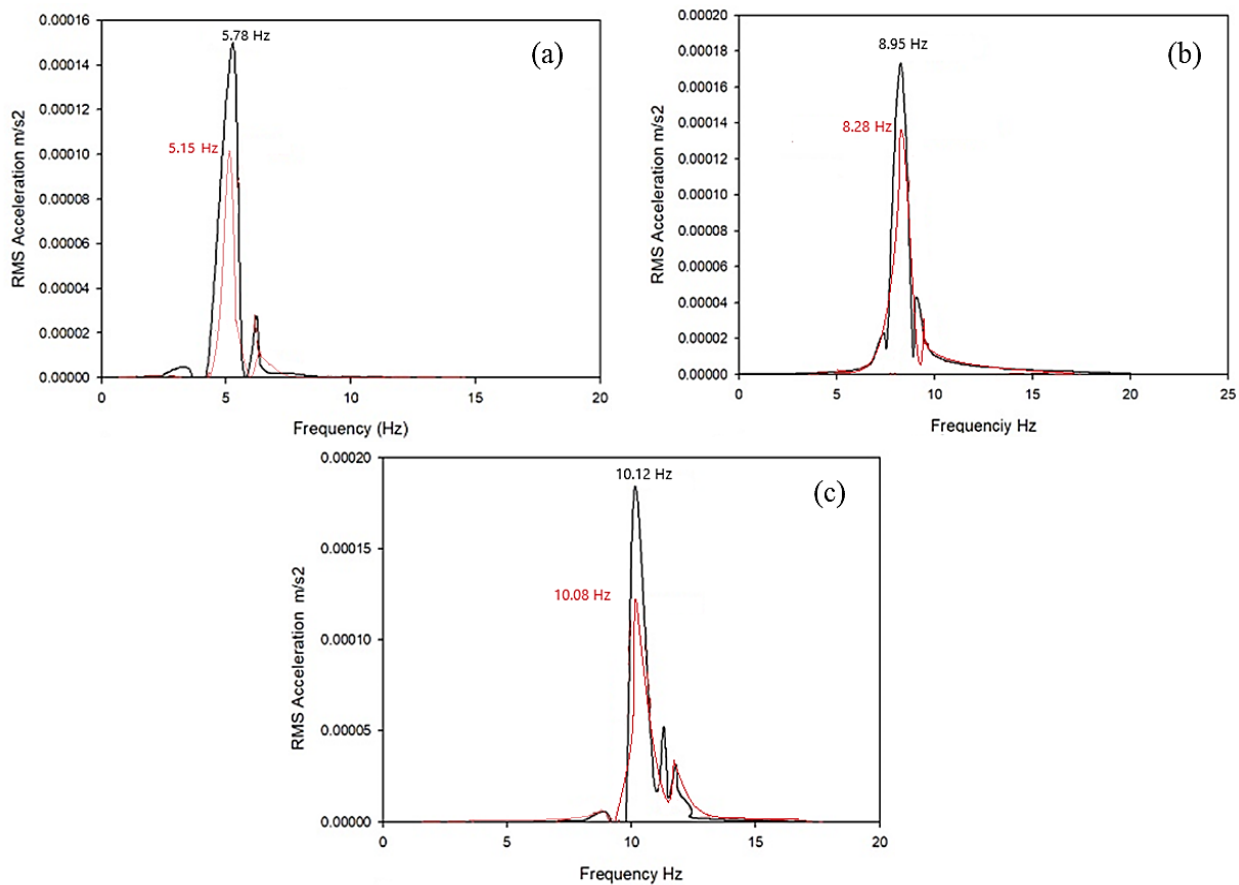 0.00016
0.00014
0.00012
0.00010
0.00008
0.00006
0.00004
0.00002
0.00000
RMS Acceleration m/s2
5.78 Hz
5.15 Hz
(a)
0 5 10 15 20
Frequency (Hz)
0.00020
0.00018
0.00016
0.00014
0.00012
0.00010
0.00008
0.00006
0.00004
0.00002
0.00000
RMS Acceleration m/s2
8.95 Hz
8.28 Hz
(b)
0 5 10 15 20 25
Frequenciy Hz
0.00020
0.00015
0.00010
0.00005
0.00000
RMS Acceleration m/s2
10.12 Hz
10.08 Hz
(c)
0 5 10 15 20
Frequency Hz